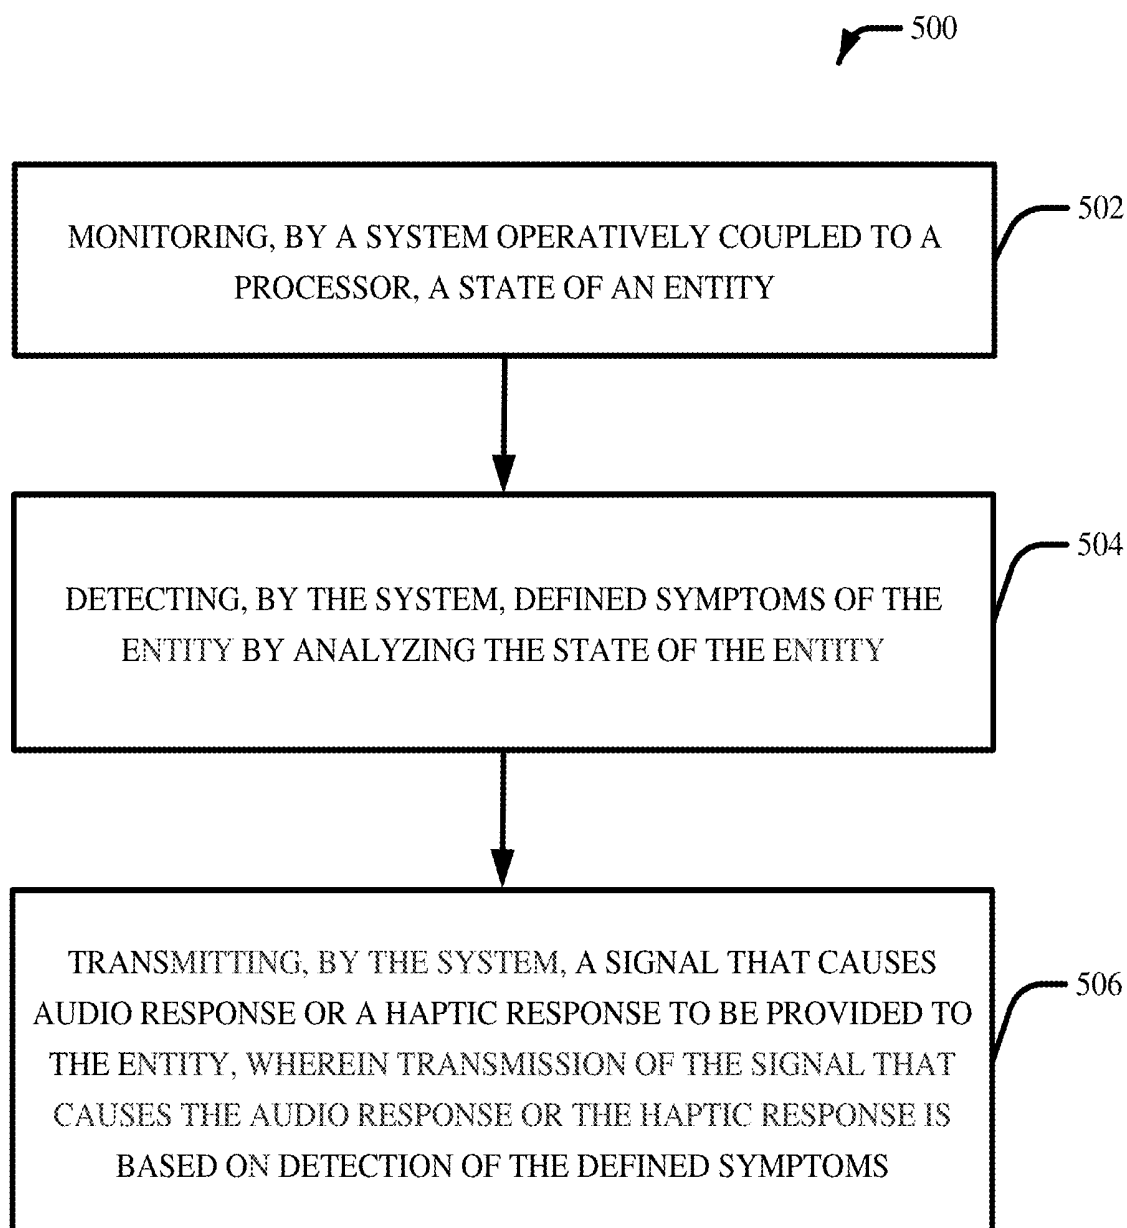 500
MONITORING, BY A SYSTEM OPERATIVELY COUPLED TO A
PROCESSOR, A STATE OF AN ENTITY
502
DETECTING, BY THE SYSTEM, DEFINED SYMPTOMS OF THE
ENTITY BY ANALYZING THE STATE OF THE ENTITY
504
TRANSMITTING, BY THE SYSTEM, A SIGNAL THAT CAUSES
AUDIO RESPONSE OR A HAPTIC RESPONSE TO BE PROVIDED TO
THE ENTITY, WHEREIN TRANSMISSION OF THE SIGNAL THAT
CAUSES THE AUDIO RESPONSE OR THE HAPTIC RESPONSE IS
BASED ON DETECTION OF THE DEFINED SYMPTOMS
506